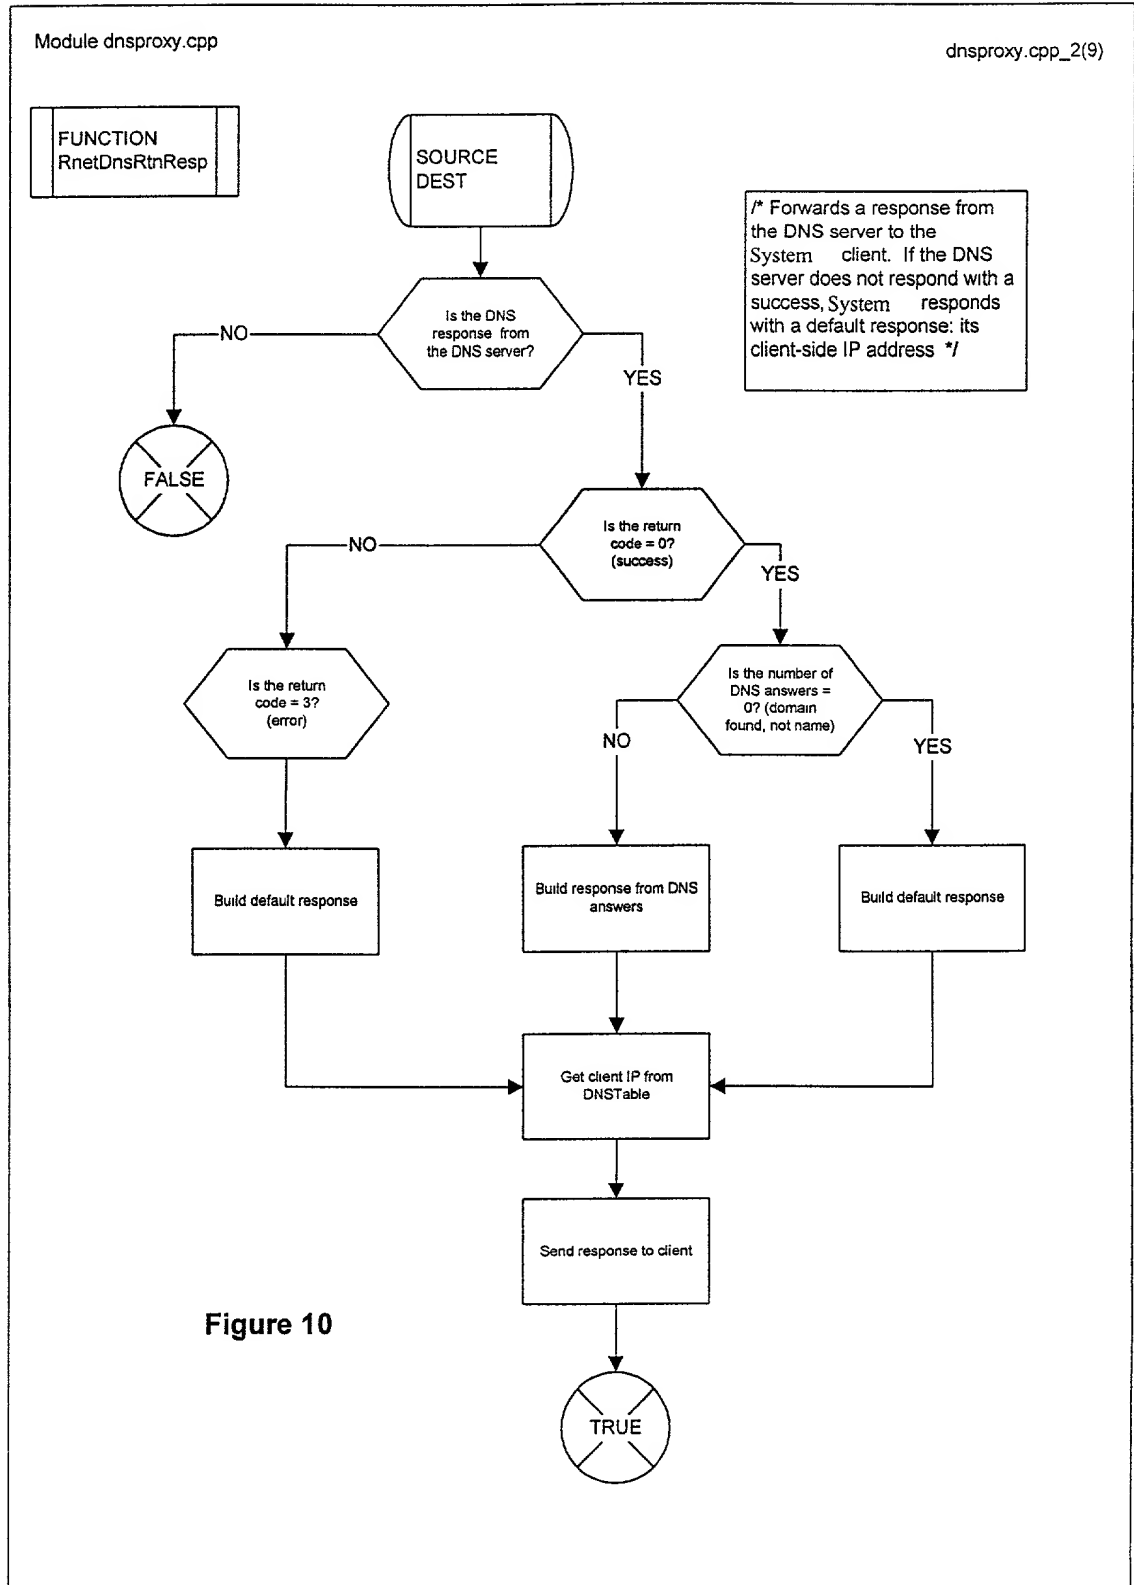 Module dnsproxy.cpp
dnsproxy.cpp_2(9)
FUNCTION
RnetDnsRtnResp
SOURCE
DEST
/* Forwards a response from
the DNS server to the
System client. If the DNS
server does not respond with a
success, System responds
with a default response: its
client-side IP address */
Is the DNS
response from
the DNS server?
NO
YES
FALSE
Is the return
code = 0?
(success)
NO
YES
Is the return
code = 3?
(error)
Is the number of
DNS answers =
0? (domain
found, not name)
NO
YES
Build default response
Build response from DNS
answers
Build default response
Get client IP from
DNSTable
Send response to client
Figure 10
TRUE